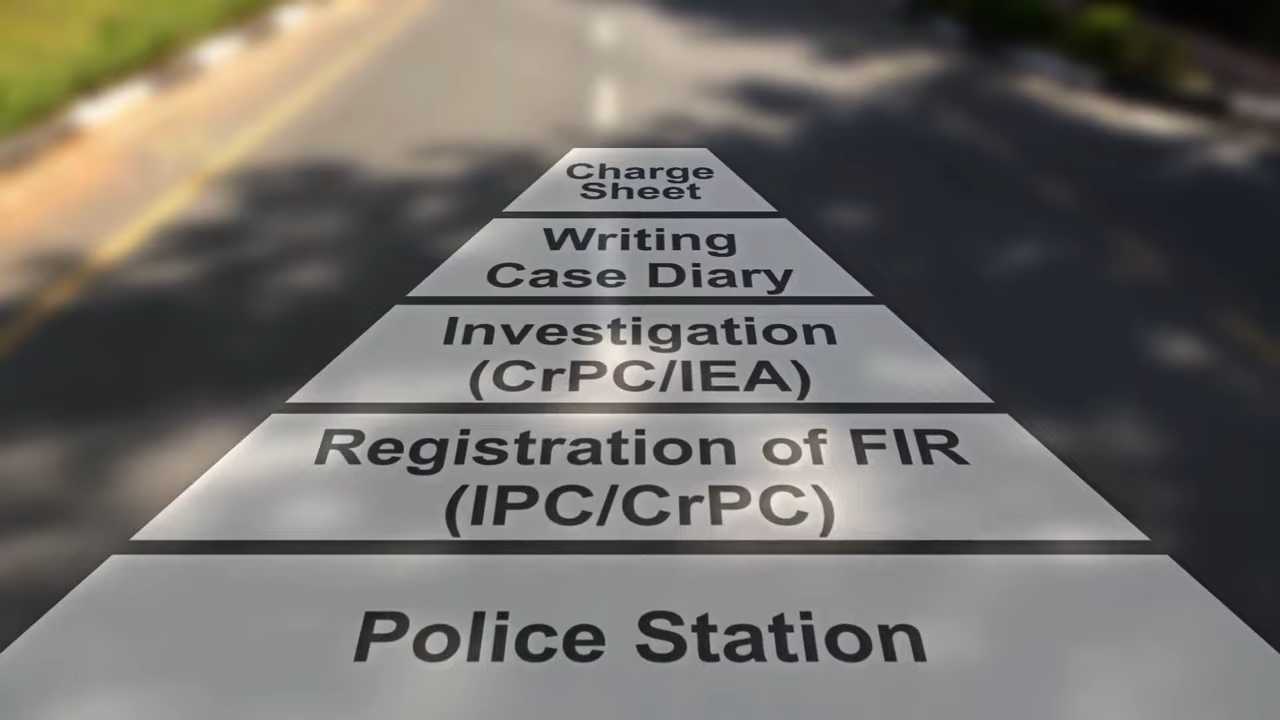 Charge
Sheet
Writing
Case Diary
Investigation
(CrPC/IEA)
Registration of FIR
(IPC/CrPC)
Police Station